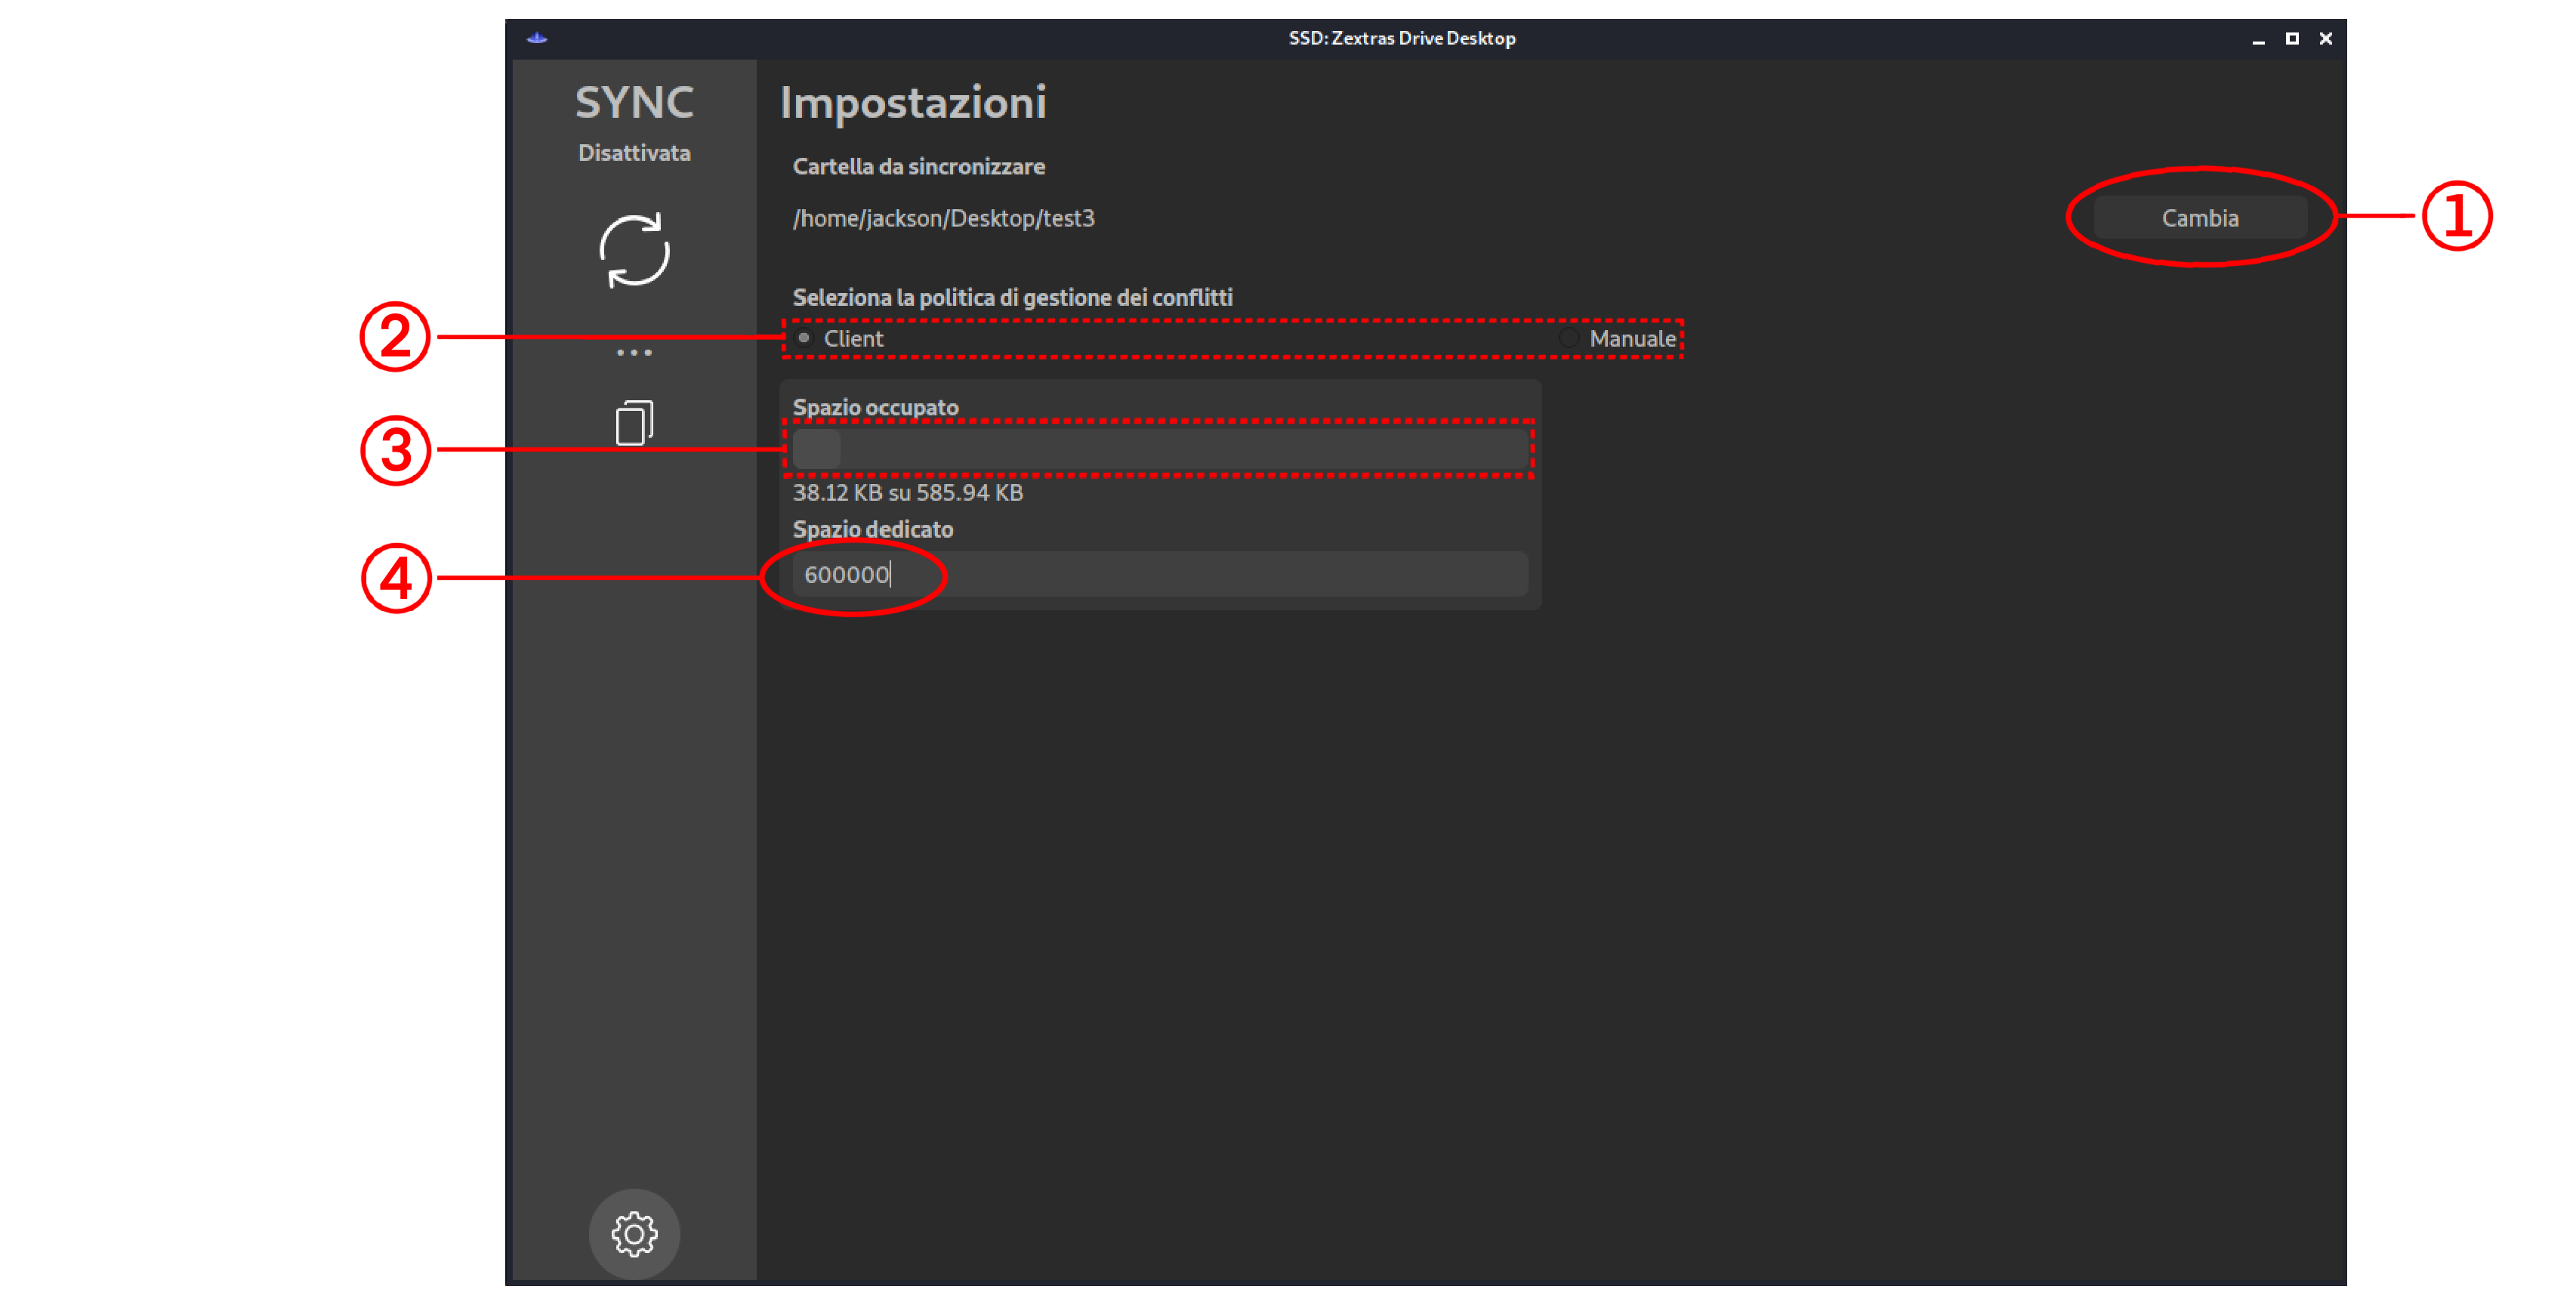 SSD: Zextras Drive Desktop
SYNC
Disattivata
...
Impostazioni
Cartella da sincronizzare
/home/jackson/Desktop/test3
Cambia
1
Seleziona la politica di gestione dei conflitti
2
Client
Manuale
Spazio occupato
3
38.12 KB su 585.94 KB
Spazio dedicato
4
600000